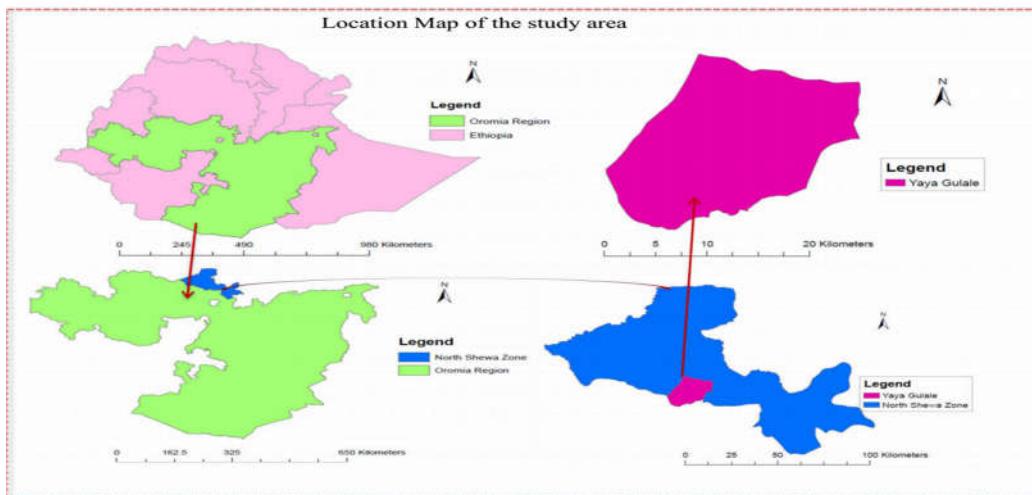 Location Map of the study area
N
Legend
Oromia Region
Ethiopia
0 245 490 980 Kilometers
N
Legend
Yaya Gulale
0 5 10 20 Kilometers
N
Legend
North Shewa Zone
Oromia Region
0 162.5 325 650 Kilometers
N
Legend
Yaya Gulale
North Shewa Zone
0 25 50 100 Kilometers